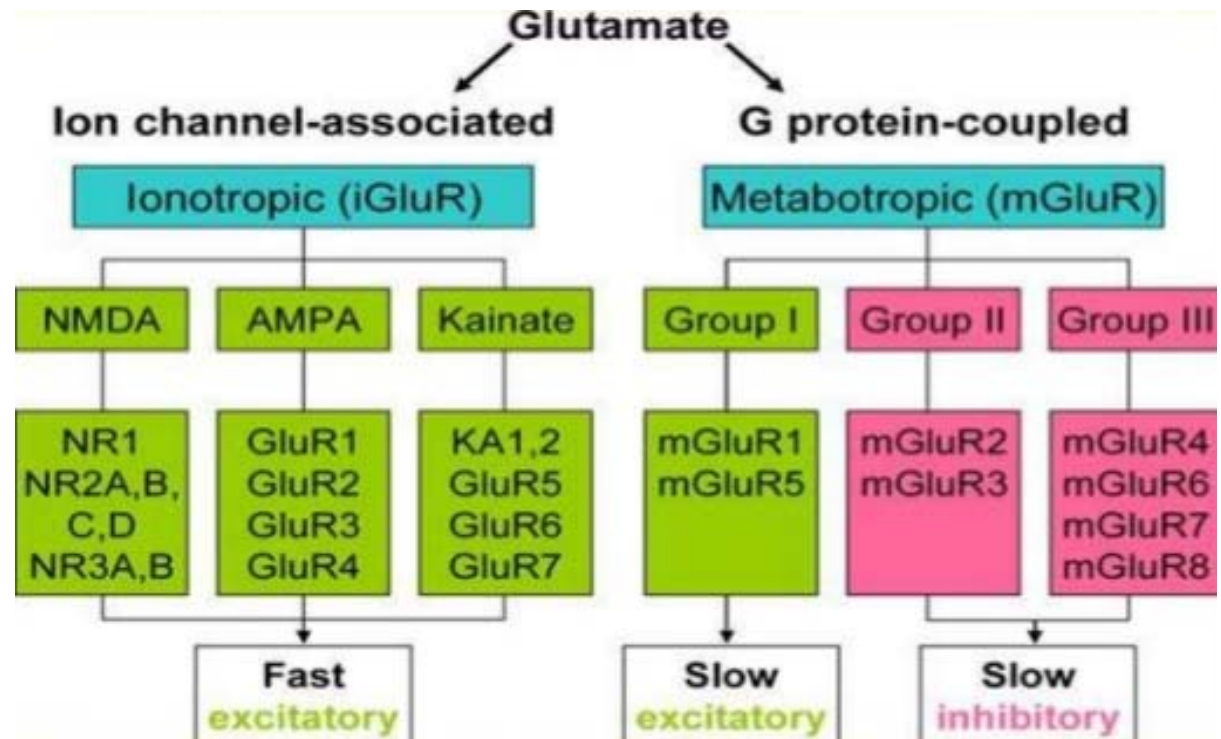 Glutamate
Ion channel-associated
G protein-coupled
Ionotropic (iGluR)
Metabotropic (mGluR)
NMDA
AMPA
Kainate
Group I
Group II
Group III
NR1
NR2A,B,
C,D
NR3A,B
GluR1
GluR2
GluR3
GluR4
KA1,2
GluR5
GluR6
GluR7
mGluR1
mGluR5
mGluR2
mGluR3
mGluR4
mGluR6
mGluR7
mGluR8
Fast
excitatory
Slow
excitatory
Slow
inhibitory